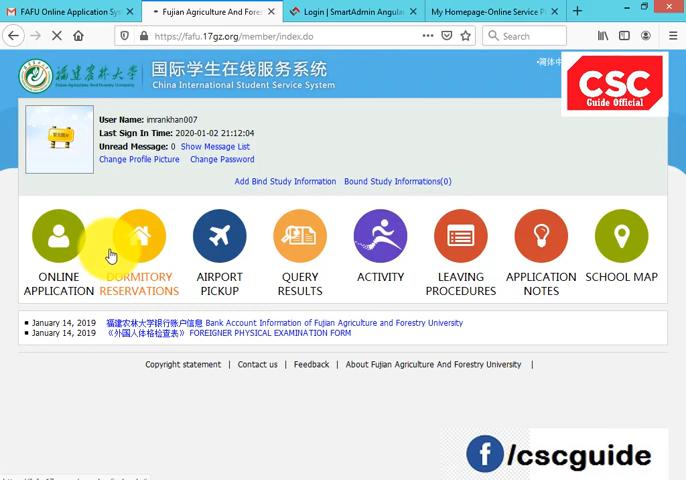 FAFU Online Application Sy
Fujian Agriculture And Fores
Login | SmartAdmin Angular
My Homepage-Online Service Pl
https://fafu.17gz.org/member/index.do
Search
福建农林大学
国际学生在线服务系统
China International Student Service System
简体中
CSC
Guide Official
User Name: imrankhan007
Last Sign In Time: 2020-01-02 21:12:04
Unread Message: 0 Show Message List
Change Profile Picture Change Password
Add Bind Study Information Bound Study Informations(0)
ONLINE APPLICATION
DORMITORY RESERVATIONS
AIRPORT PICKUP
QUERY RESULTS
ACTIVITY
LEAVING PROCEDURES
APPLICATION NOTES
SCHOOL MAP
January 14, 2019 福建农林大学银行账户信息 Bank Account Information of Fujian Agriculture and Forestry University
January 14, 2019 《外国人体格检查表》 FOREIGNER PHYSICAL EXAMINATION FORM
Copyright statement | Contact us | Feedback | About Fujian Agriculture And Forestry University |
f/cscguide